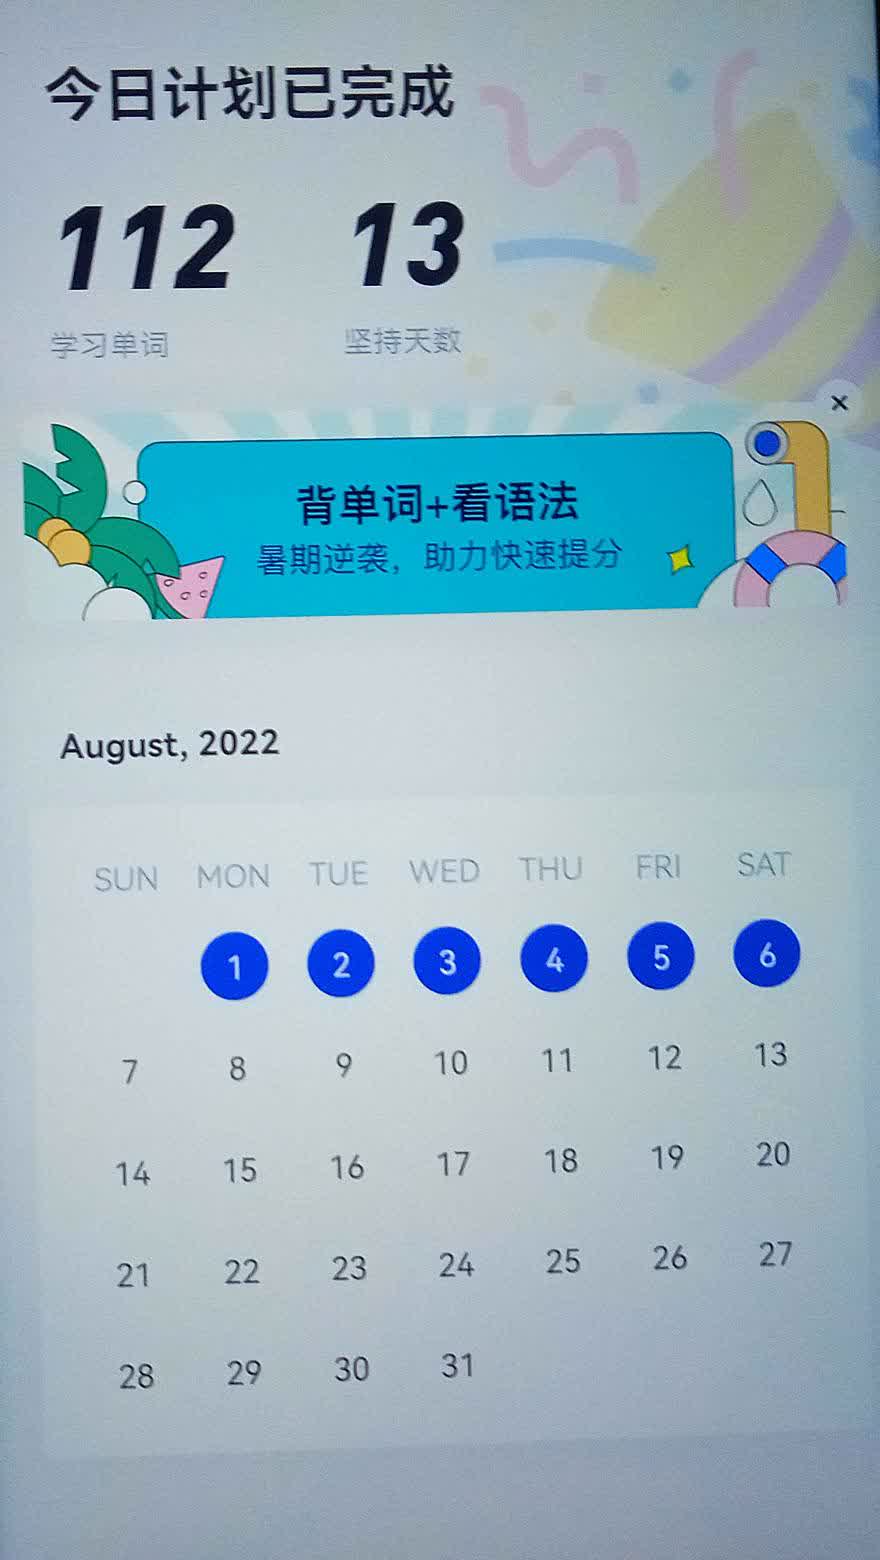 今日计划已完成
112 13
学习单词 坚持天数
×
背单词+看语法
暑期逆袭，助力快速提分
August, 2022
SUN MON TUE WED THU FRI SAT
1 2 3 4 5 6
7 8 9 10 11 12 13
14 15 16 17 18 19 20
21 22 23 24 25 26 27
28 29 30 31